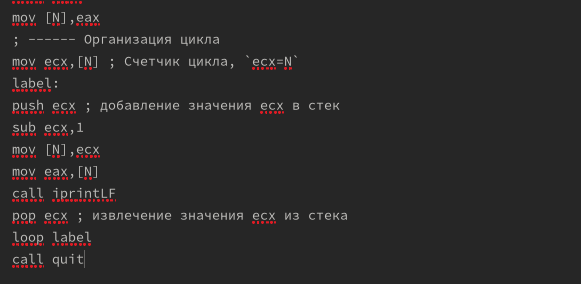 mov [N],eax
; ------ Организация цикла
mov ecx,[N] ; Счетчик цикла, `ecx=N`
label:
push ecx ; добавление значения ecx в стек
sub ecx,1
mov [N],ecx
mov eax,[N]
call iprintLF
pop ecx ; извлечение значения ecx из стека
loop label
call quit